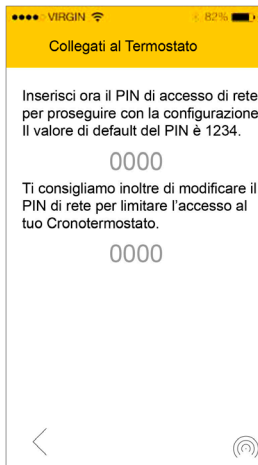 VIRGIN 82%
Collegati al Termostato
Inserisci ora il PIN di accesso di rete
per proseguire con la configurazione
Il valore di default del PIN è 1234.
0000
Ti consigliamo inoltre di modificare il
PIN di rete per limitare l'accesso al
tuo Cronotermostato.
0000